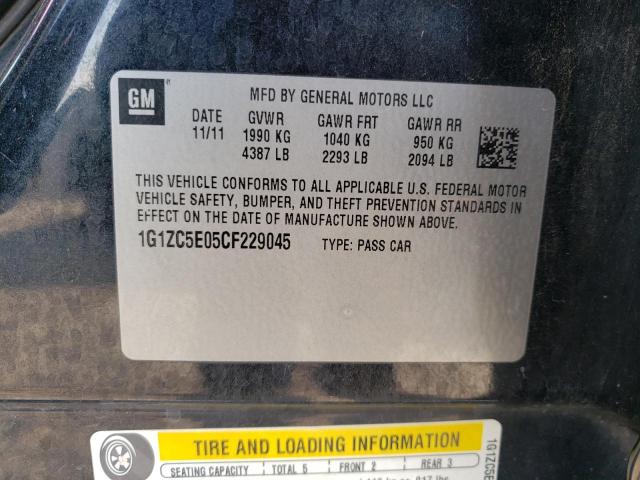 GM
MFD BY GENERAL MOTORS LLC
DATE GVWR GAWR FRT GAWR RR
11/11 1990 KG 1040 KG 950 KG
4387 LB 2293 LB 2094 LB
THIS VEHICLE CONFORMS TO ALL APPLICABLE U.S. FEDERAL MOTOR
VEHICLE SAFETY, BUMPER, AND THEFT PREVENTION STANDARDS IN
EFFECT ON THE DATE OF MANUFACTURE SHOWN ABOVE.
1G1ZC5E05CF229045 TYPE: PASS CAR
TIRE AND LOADING INFORMATION
SEATING CAPACITY TOTAL 5 FRONT 2 REAR 3
1G1ZC5E